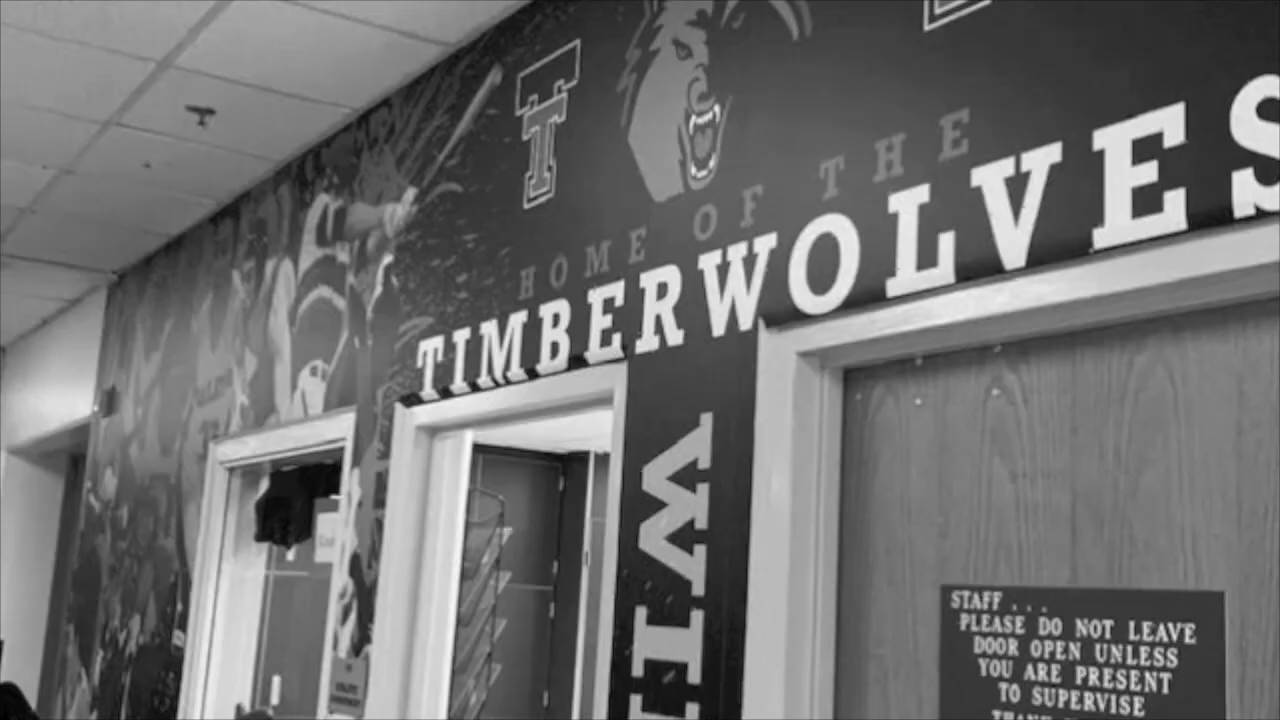 T
HOME OF THE
TIMBERWOLVES
STAFF...
PLEASE DO NOT LEAVE
DOOR OPEN UNLESS
YOU ARE PRESENT
TO SUPERVISE